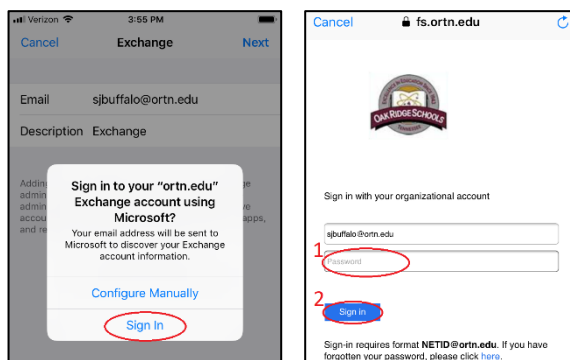 Verizon 3:55 PM
Cancel Exchange Next
Email sjbuffalo@ortn.edu
Description Exchange
Sign in to your "ortn.edu"
Exchange account using
Microsoft?
Your email address will be sent to
Microsoft to discover your Exchange
account information.
Configure Manually
Sign In
Cancel fs.ortn.edu
OAK RIDGE SCHOOLS
Sign in with your organizational account
sjbuffalo@ortn.edu
1
Password
2
Sign in
Sign-in requires format NETID@ortn.edu. If you have
forgotten your password, please click here.